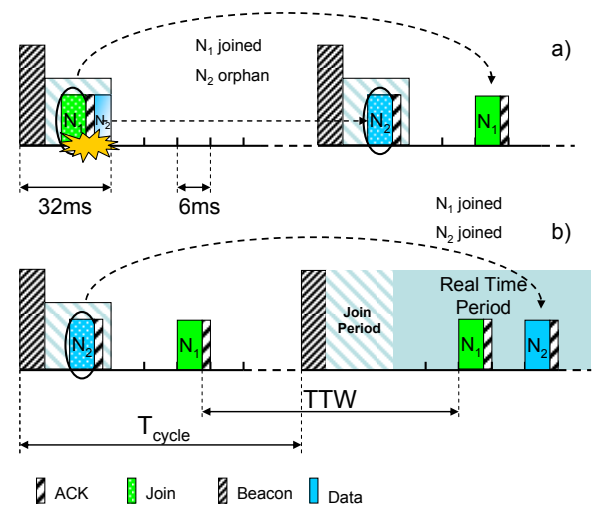 N1 joined
N2 orphan
a)
N1
N2
N2
N1
32ms
6ms
N1 joined
N2 joined
b)
N2
N1
Join
Period
Real Time
Period
N1
N2
TTW
Tcycle
ACK
Join
Beacon
Data